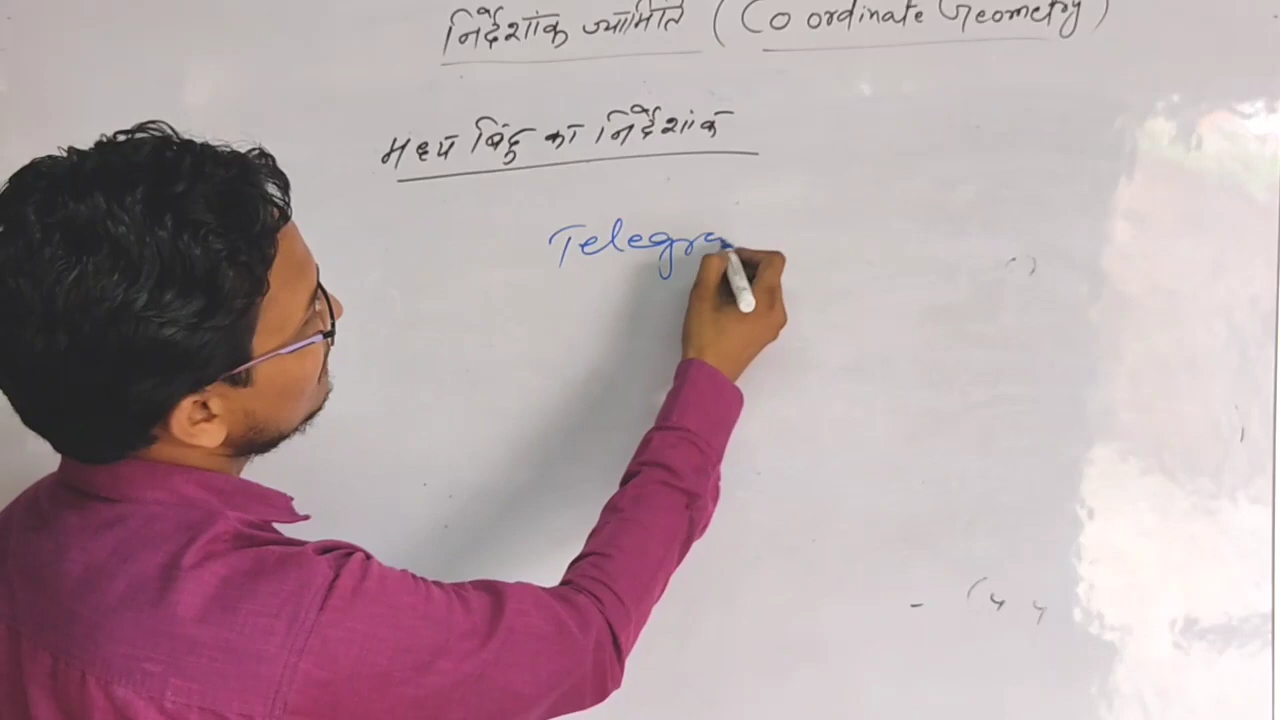 निर्देशांक ज्यामिति (Co ordinate Geometry)
मध्य बिंदु का निर्देशांक
Telegra